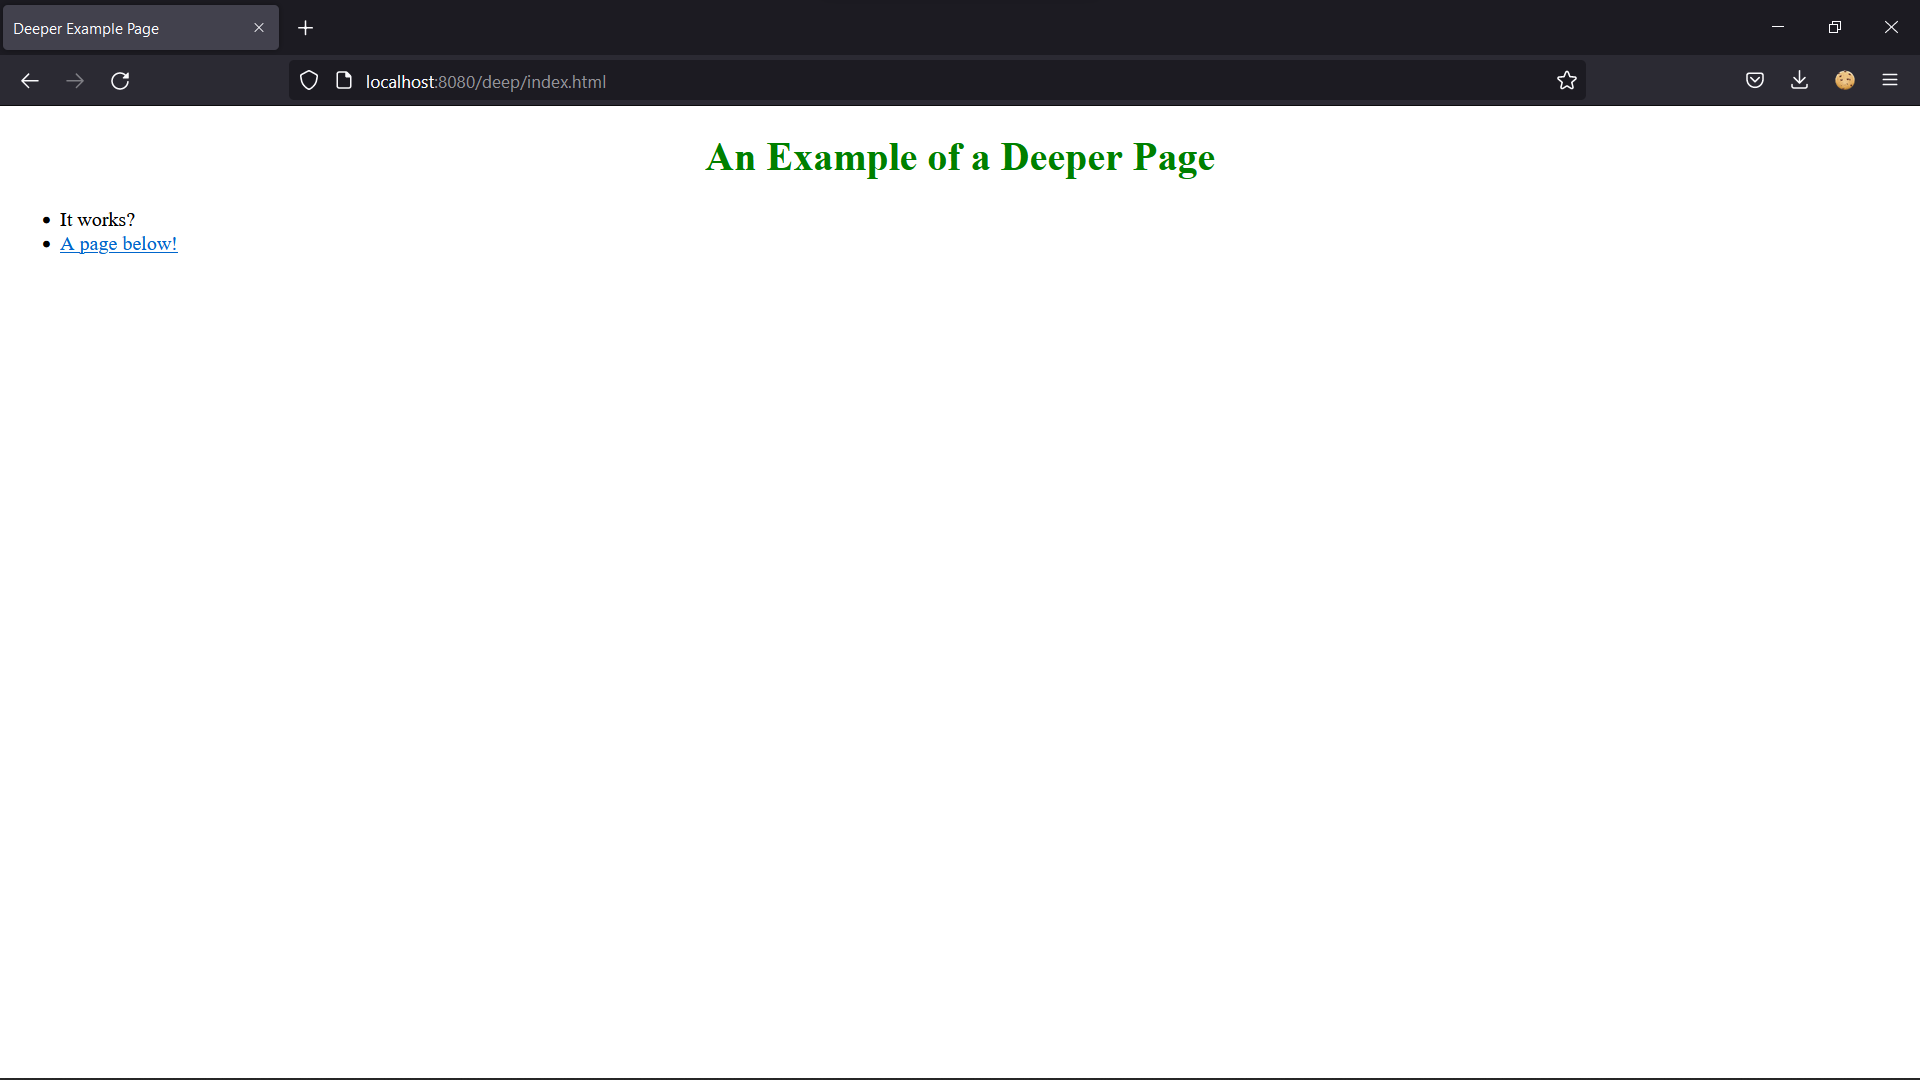 Deeper Example Page
localhost:8080/deep/index.html
An Example of a Deeper Page
It works?
A page below!